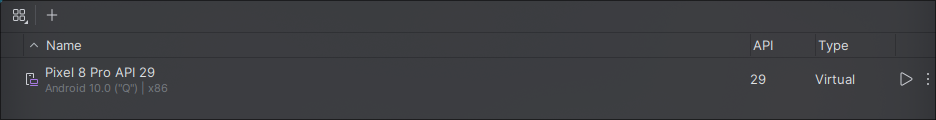 Name API Type
Pixel 8 Pro API 29 29 Virtual
Android 10.0 ("Q") | x86